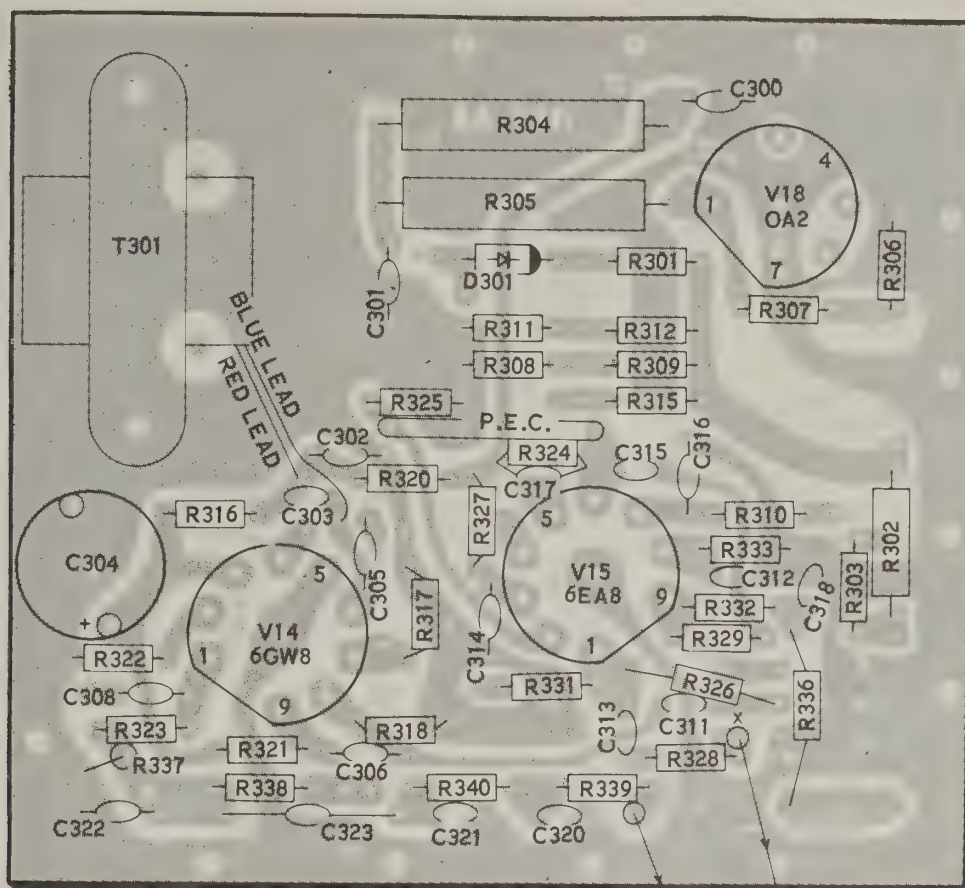 C300
R304
4
V18
OA2
1
R305
7
T301
R301
D301
R306
C301
R307
R311
R312
BLUE LEAD
RED LEAD
R308
R309
R325
R315
P.E.C.
C302
R324
C315
C316
R320
C317
R327
R316
C303
5
R310
R302
C304
+
5
C305
R333
V15
6EA8
9
C312
C318
R303
R317
V14
6GW8
1
C314
R332
R329
1
R322
C308
9
R331
R326
R336
R323
R337
R318
C313
C311
X
R321
C306
R328
R338
R340
R339
C322
C323
C321
C320